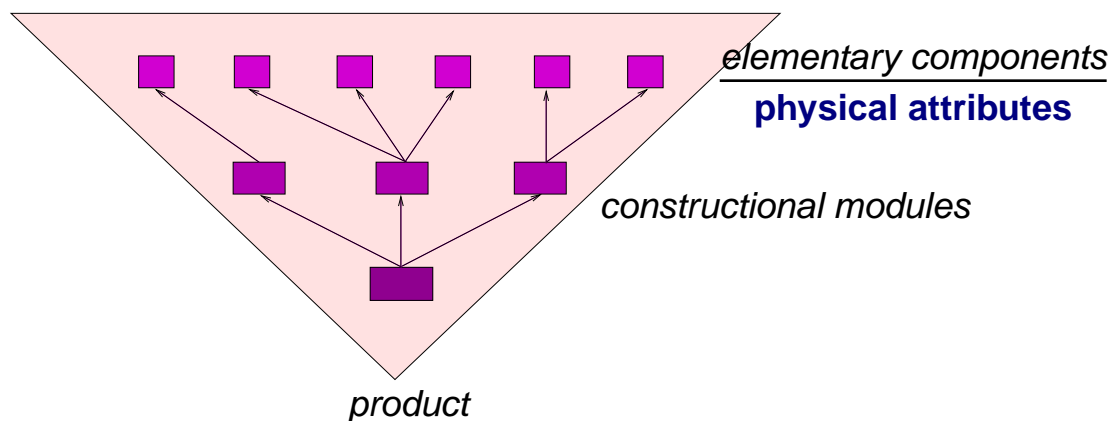 elementary components
physical attributes
constructional modules
product